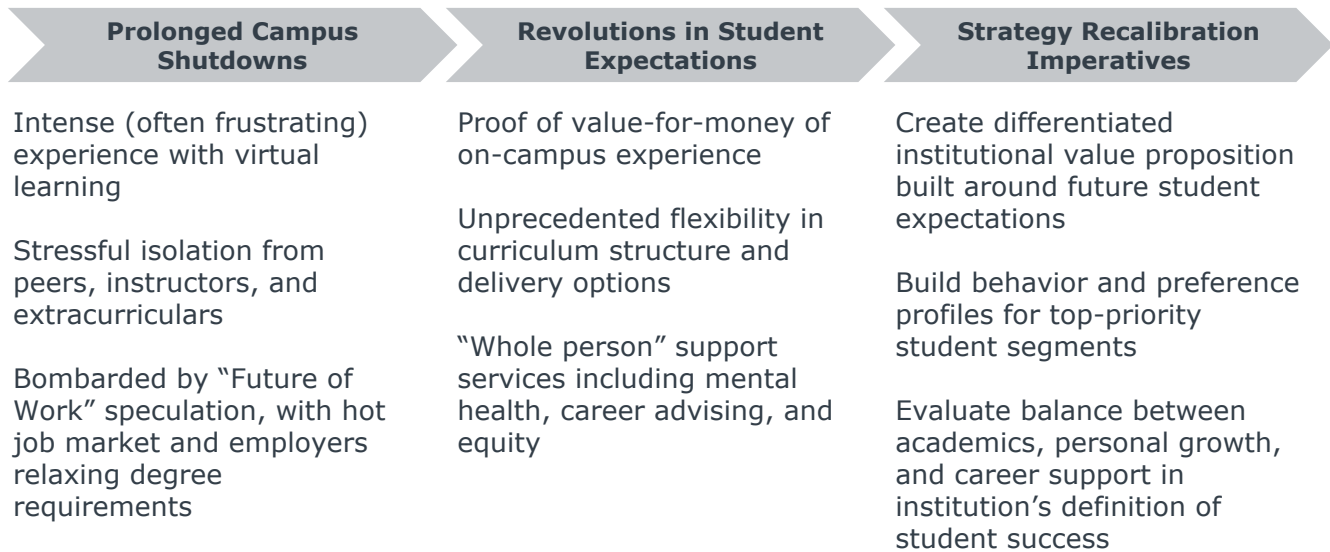 Prolonged Campus
Shutdowns
Intense (often frustrating)
experience with virtual
learning
Stressful isolation from
peers, instructors, and
extracurriculars
Bombarded by “Future of
Work” speculation, with hot
job market and employers
relaxing degree
requirements
Revolutions in Student
Expectations
Proof of value-for-money of
on-campus experience
Unprecedented flexibility in
curriculum structure and
delivery options
“Whole person” support
services including mental
health, career advising, and
equity
Strategy Recalibration
Imperatives
Create differentiated
institutional value proposition
built around future student
expectations
Build behavior and preference
profiles for top-priority
student segments
Evaluate balance between
academics, personal growth,
and career support in
institution’s definition of
student success